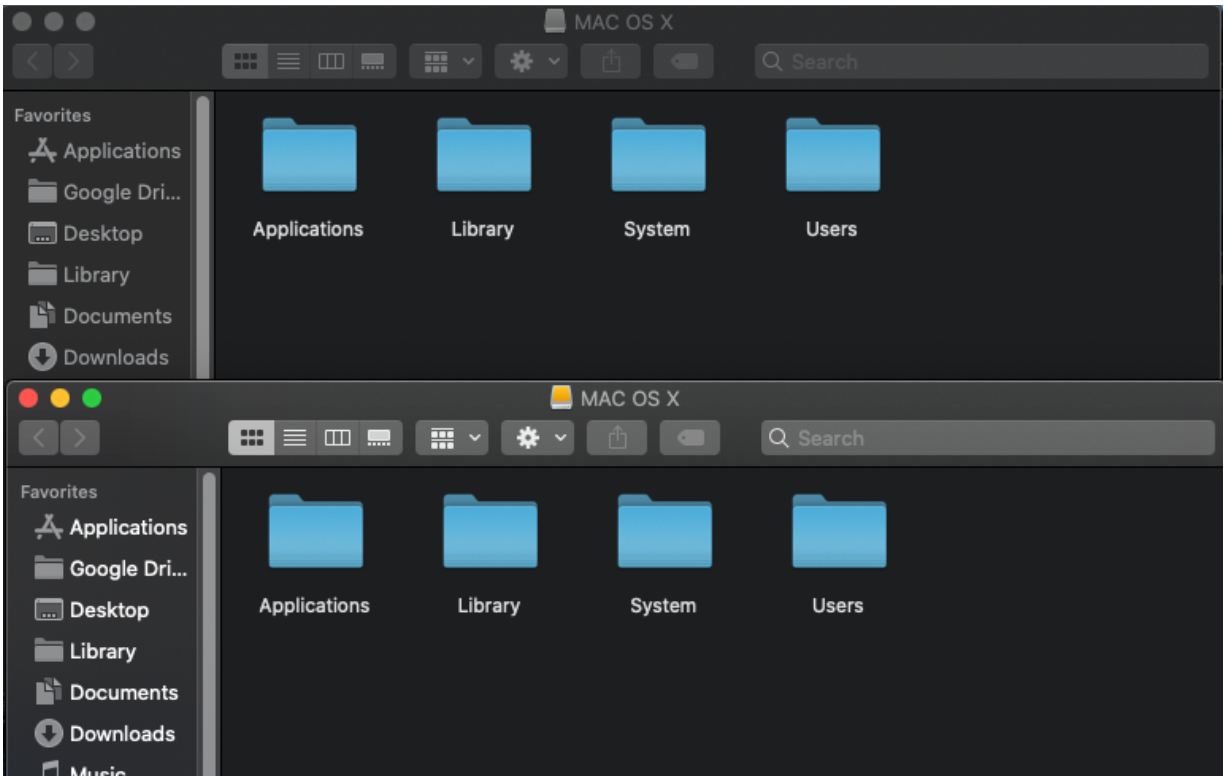 MAC OS X
Search
Favorites
Applications
Google Dri...
Desktop
Library
Documents
Downloads
Applications Library System Users
MAC OS X
Search
Favorites
Applications
Google Dri...
Desktop
Library
Documents
Downloads
Music
Applications Library System Users